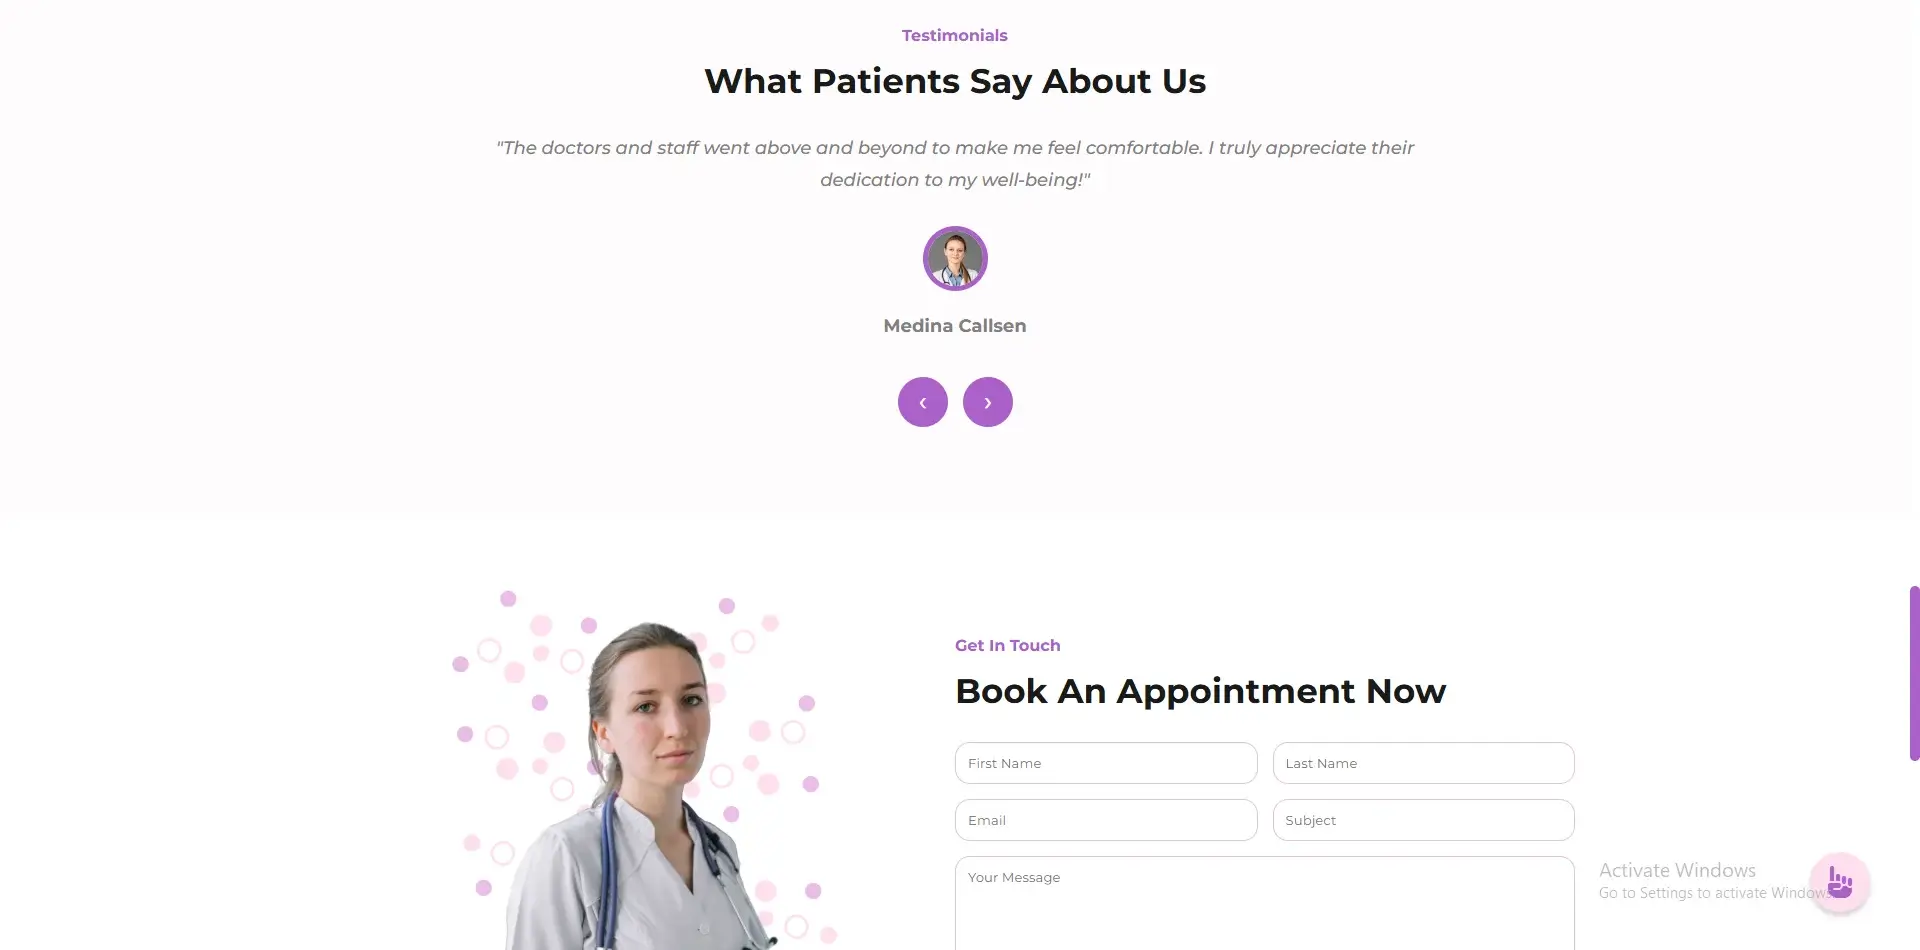 Testimonials
What Patients Say About Us
"The doctors and staff went above and beyond to make me feel comfortable. I truly appreciate their
dedication to my well-being!"
Medina Callsen
‹ ›
Get In Touch
Book An Appointment Now
First Name Last Name
Email Subject
Your Message
Activate Windows
Go to Settings to activate Windows